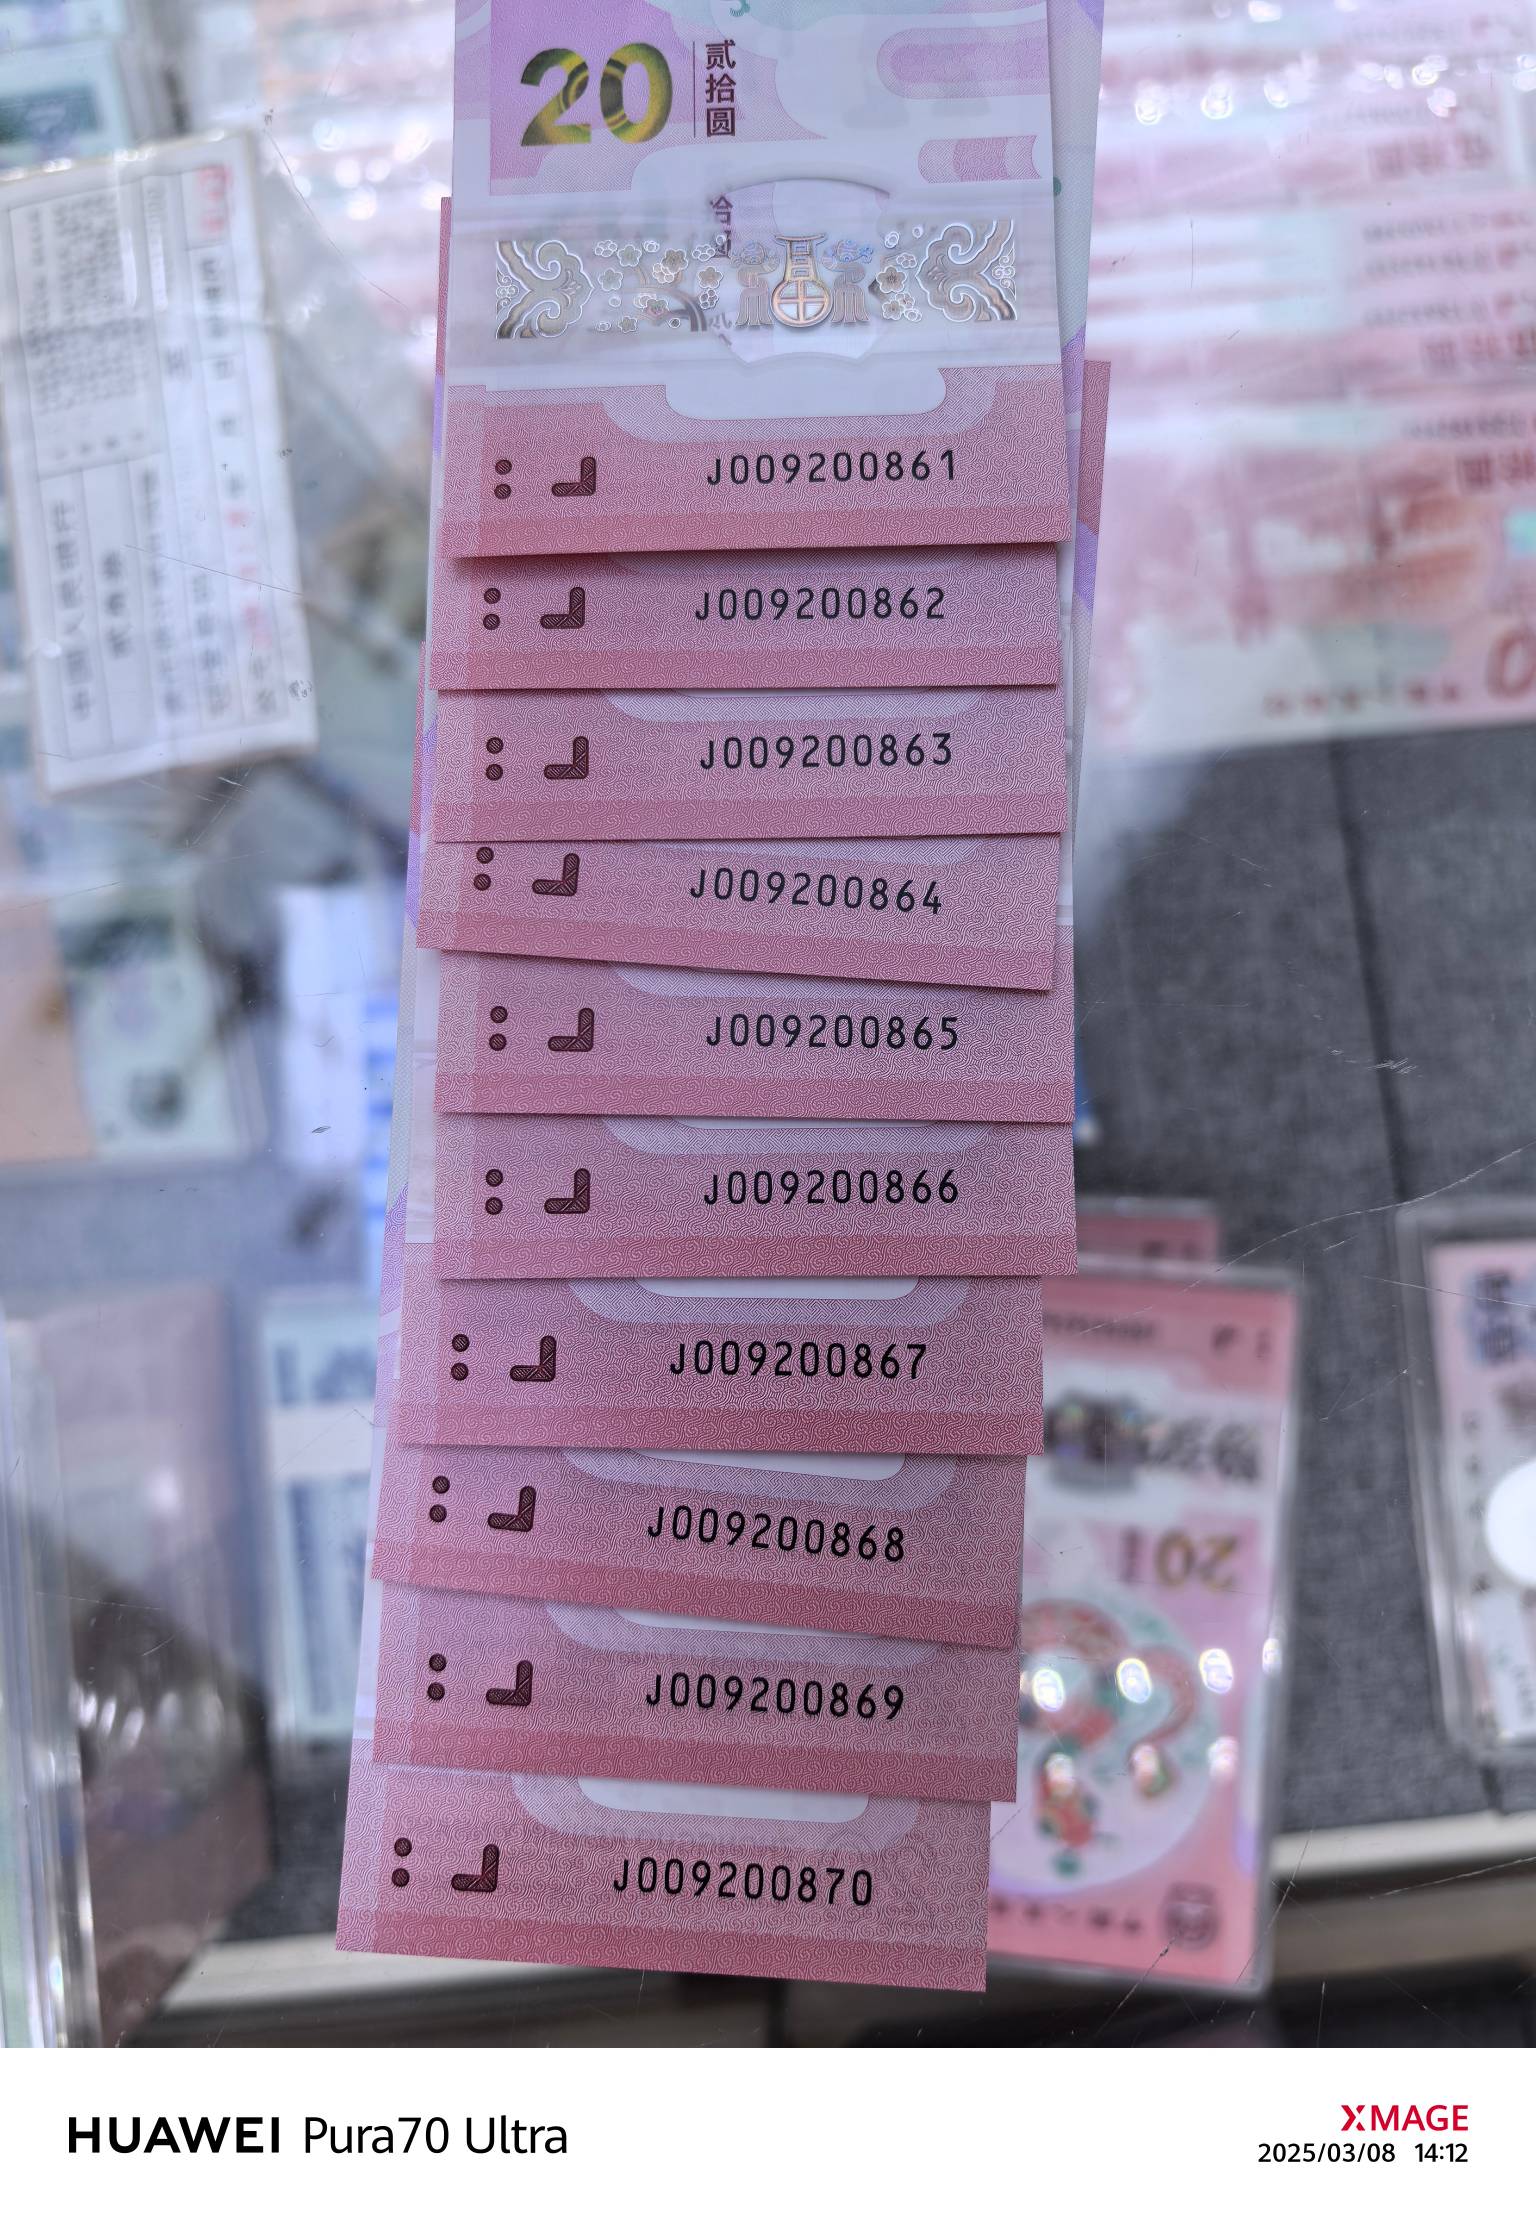 20 贰拾圆
J009200861
J009200862
J009200863
J009200864
J009200865
J009200866
J009200867
J009200868
J009200869
J009200870
20
HUAWEI Pura70 Ultra
XMAGE
2025/03/08 14:12